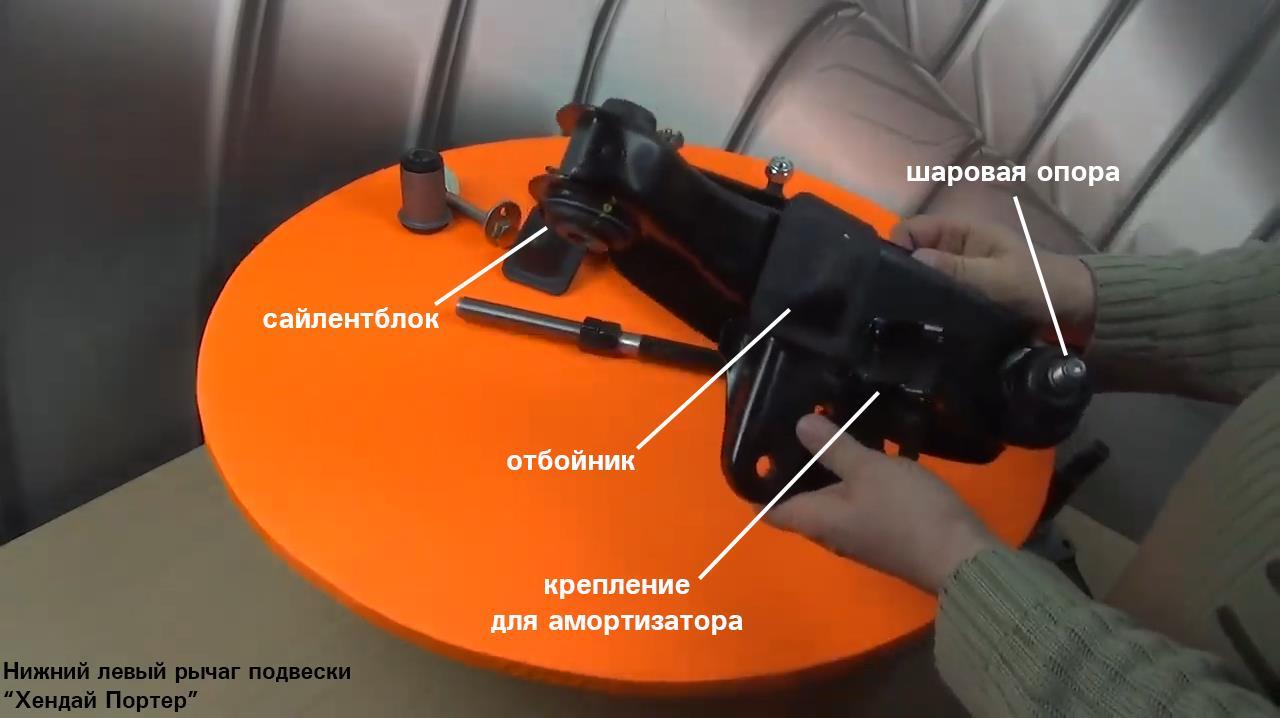 шаровая опора
сайлентблок
отбойник
крепление
для амортизатора
Нижний левый рычаг подвески
“Хендай Портер”